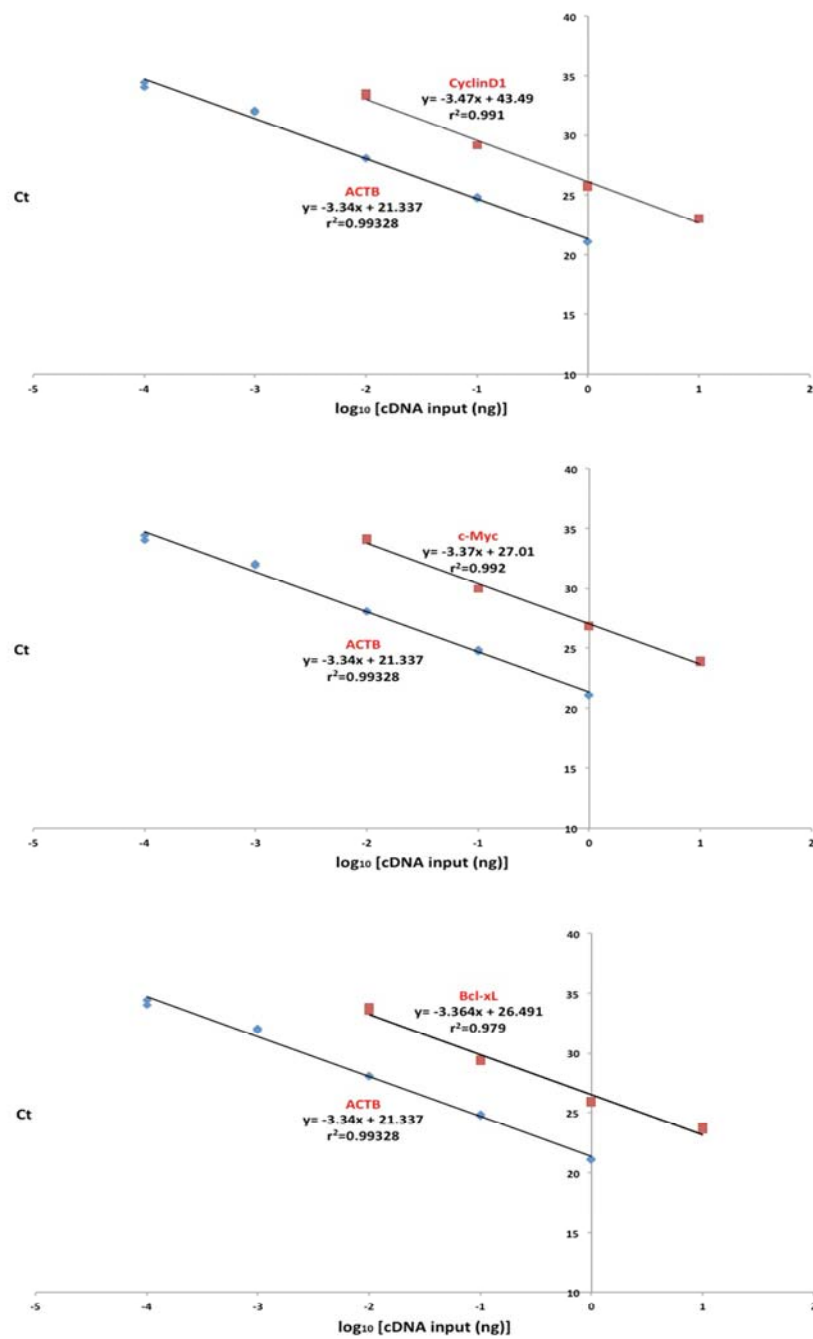 40
CyclinD1
y= -3.47x + 43.49
r²=0.991
35
30
25
20
15
10
Ct
ACTB
y= -3.34x + 21.337
r²=0.99328
-5 -4 -3 -2 -1 0 1 2
log₁₀ [cDNA input (ng)]
40
35
c-Myc
y= -3.37x + 27.01
r²=0.992
30
25
20
15
10
Ct
ACTB
y= -3.34x + 21.337
r²=0.99328
-5 -4 -3 -2 -1 0 1 2
log₁₀ [cDNA input (ng)]
40
35
Bcl-xL
y= -3.364x + 26.491
r²=0.979
30
25
20
15
10
Ct
ACTB
y= -3.34x + 21.337
r²=0.99328
-5 -4 -3 -2 -1 0 1 2
log₁₀ [cDNA input (ng)]